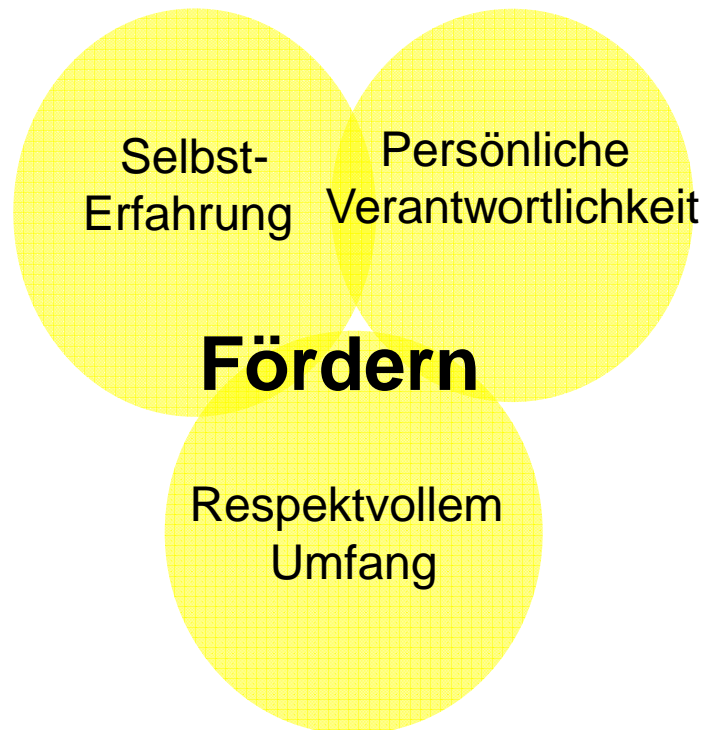 Selbst-
Erfahrung
Persönliche
Verantwortlichkeit
Fördern
Respektvollem
Umfang